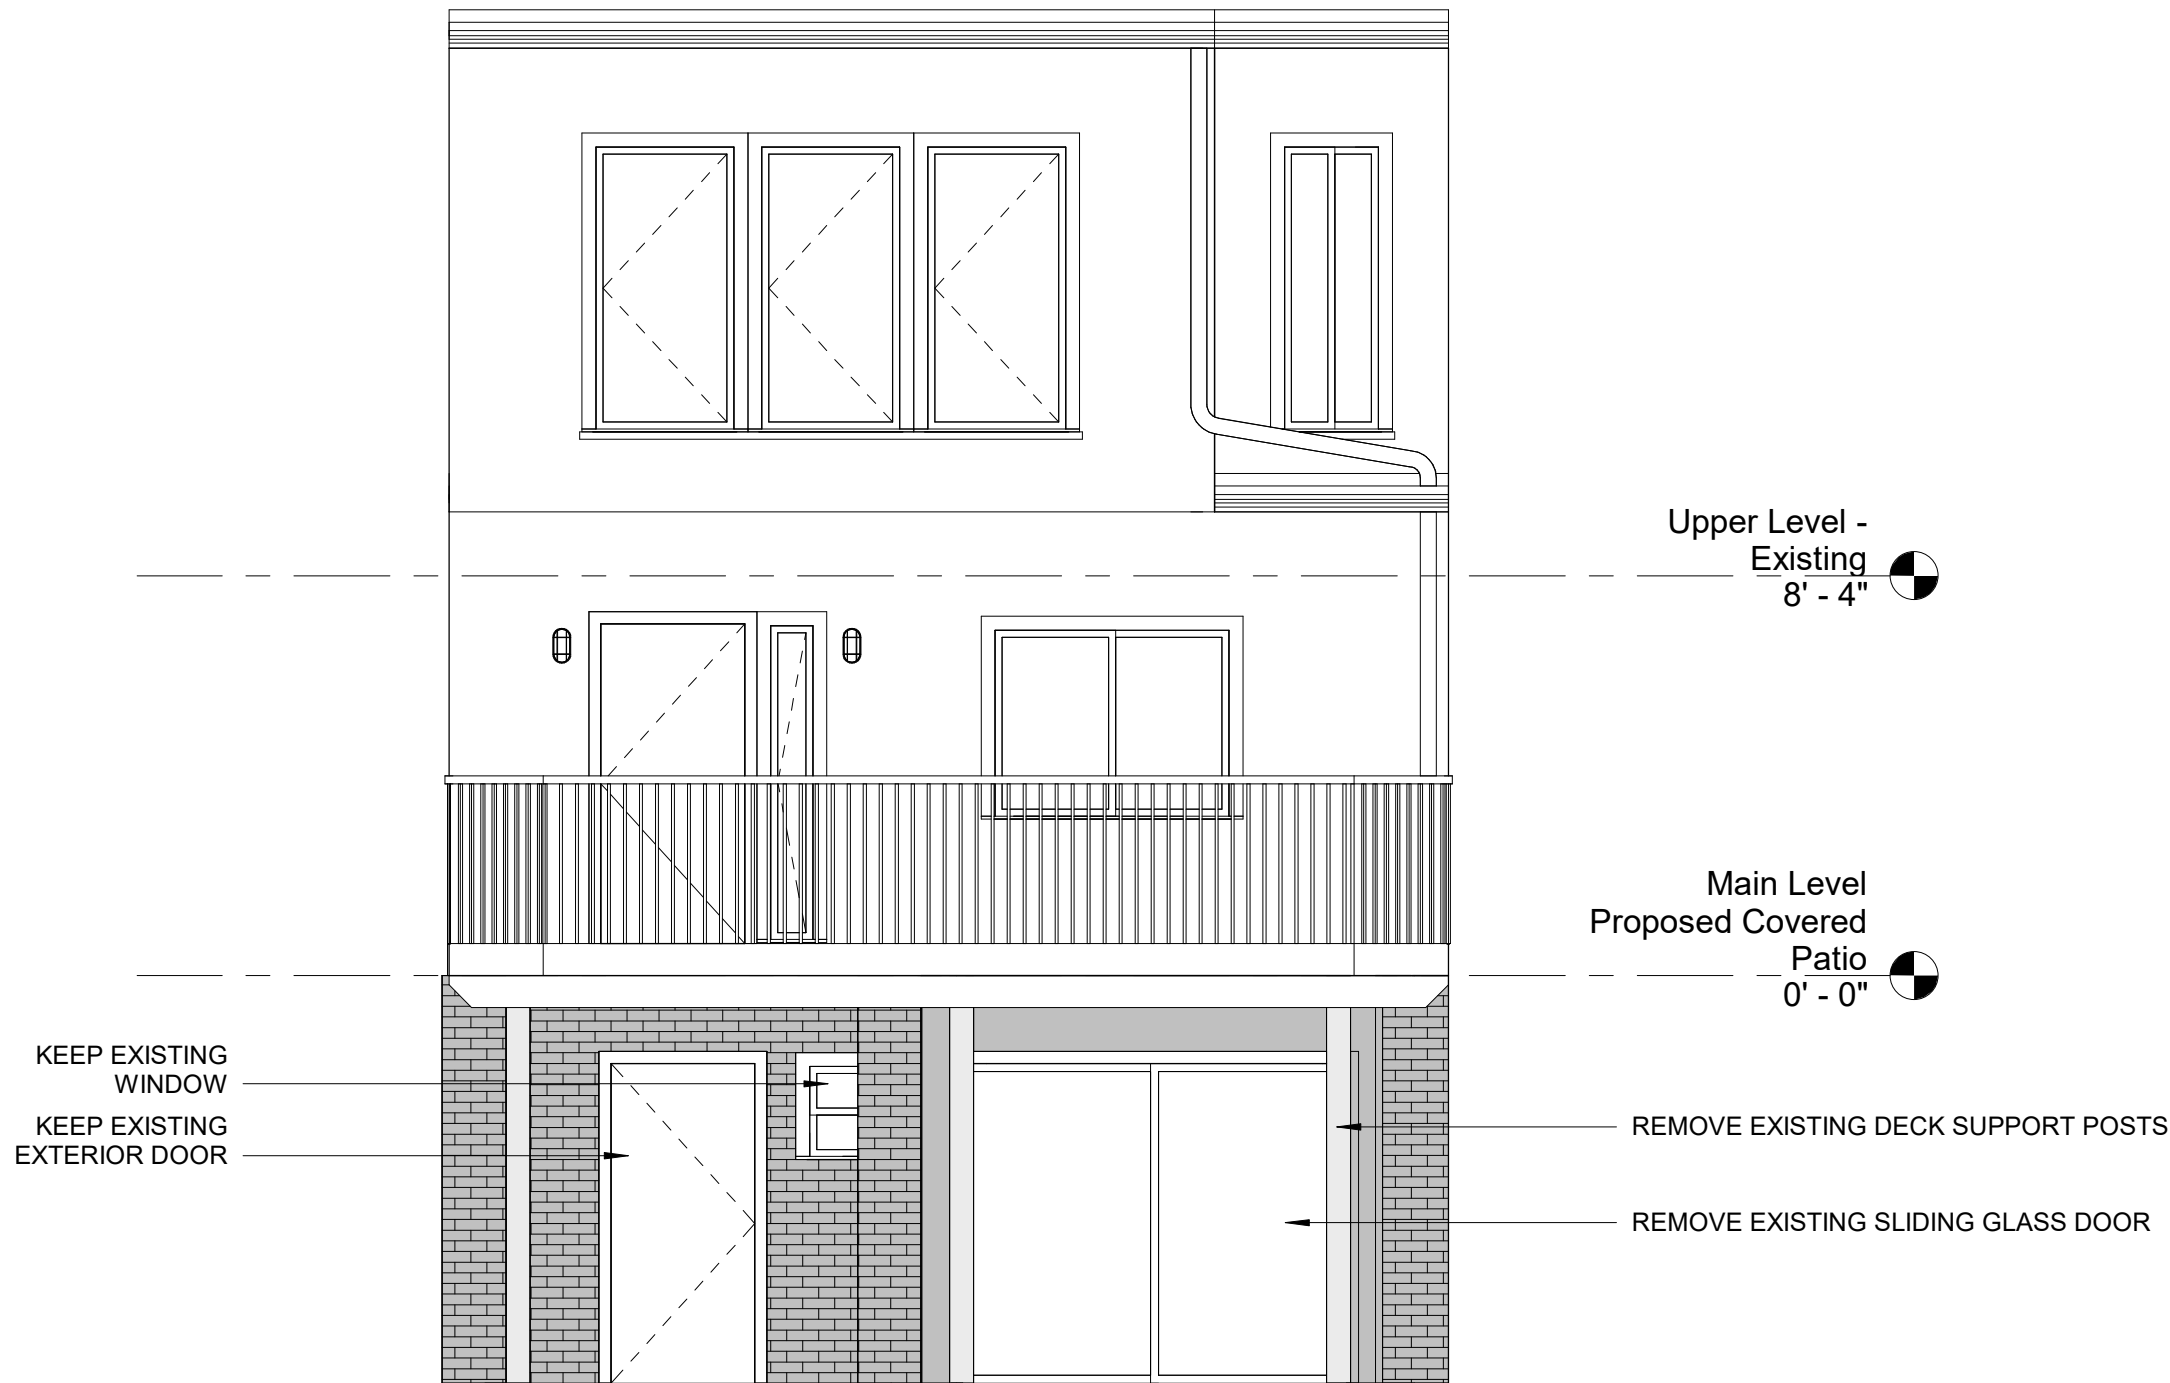 Upper Level -
Existing
8' - 4"
Main Level
Proposed Covered
Patio
0' - 0"
KEEP EXISTING
WINDOW
KEEP EXISTING
EXTERIOR DOOR
REMOVE EXISTING DECK SUPPORT POSTS
REMOVE EXISTING SLIDING GLASS DOOR